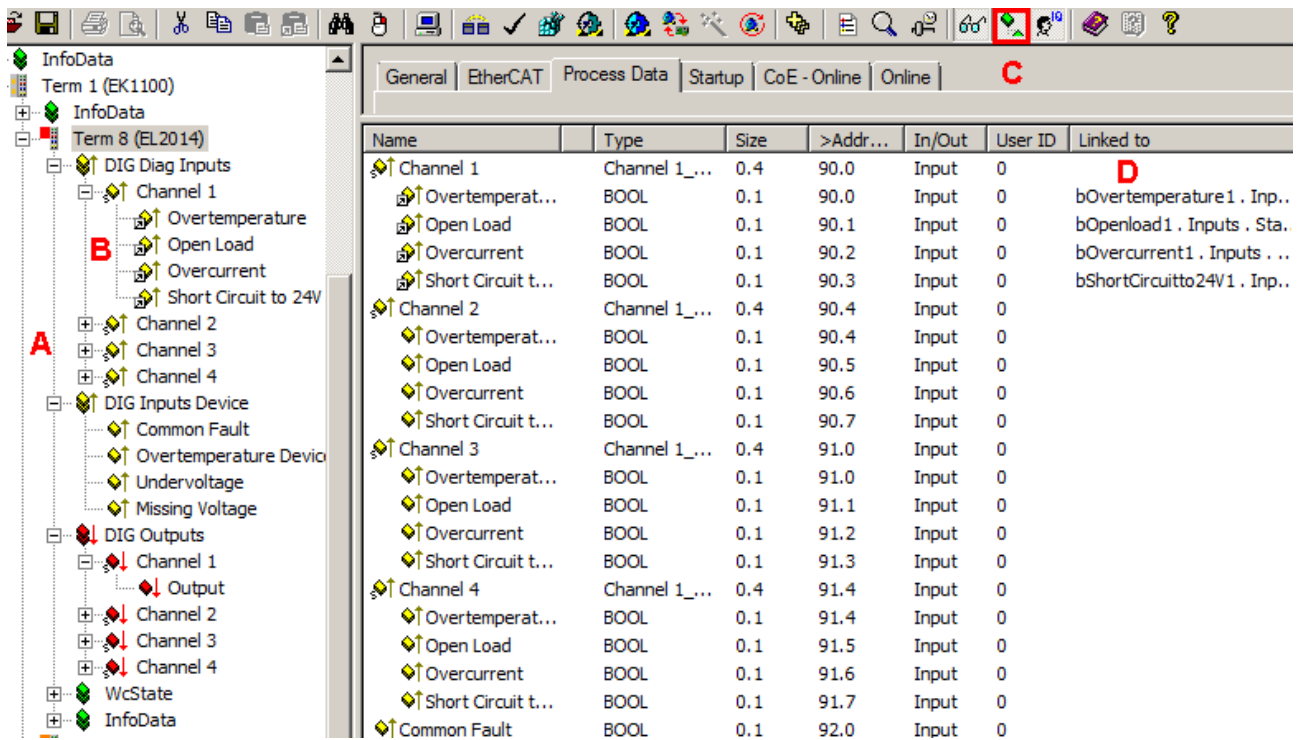 InfoData
Term 1 (EK1100)
InfoData
Term 8 (EL2014)
DIG Diag Inputs
Channel 1
Overtemperature
Open Load
Overcurrent
Short Circuit to 24V
Channel 2
Channel 3
Channel 4
DIG Inputs Device
Common Fault
Overtemperature Devic
Undervoltage
Missing Voltage
DIG Outputs
Channel 1
Output
Channel 2
Channel 3
Channel 4
WcState
InfoData
A
B
C
General EtherCAT Process Data Startup CoE - Online Online
Name Type Size >Addr... In/Out User ID Linked to
D
Channel 1 Channel 1_... 0.4 90.0 Input 0
Overtemperat... BOOL 0.1 90.0 Input 0 bOvertemperature1 . Inp..
Open Load BOOL 0.1 90.1 Input 0 bOpenload1 . Inputs . Sta.
Overcurrent BOOL 0.1 90.2 Input 0 bOvercurrent1 . Inputs . ...
Short Circuit t... BOOL 0.1 90.3 Input 0 bShortCircuitto24V1 . Inp..
Channel 2 Channel 1_... 0.4 90.4 Input 0
Overtemperat... BOOL 0.1 90.4 Input 0
Open Load BOOL 0.1 90.5 Input 0
Overcurrent BOOL 0.1 90.6 Input 0
Short Circuit t... BOOL 0.1 90.7 Input 0
Channel 3 Channel 1_... 0.4 91.0 Input 0
Overtemperat... BOOL 0.1 91.0 Input 0
Open Load BOOL 0.1 91.1 Input 0
Overcurrent BOOL 0.1 91.2 Input 0
Short Circuit t... BOOL 0.1 91.3 Input 0
Channel 4 Channel 1_... 0.4 91.4 Input 0
Overtemperat... BOOL 0.1 91.4 Input 0
Open Load BOOL 0.1 91.5 Input 0
Overcurrent BOOL 0.1 91.6 Input 0
Short Circuit t... BOOL 0.1 91.7 Input 0
Common Fault BOOL 0.1 92.0 Input 0